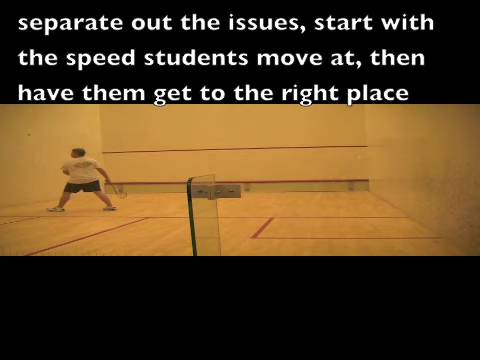 separate out the issues, start with
the speed students move at, then
have them get to the right place